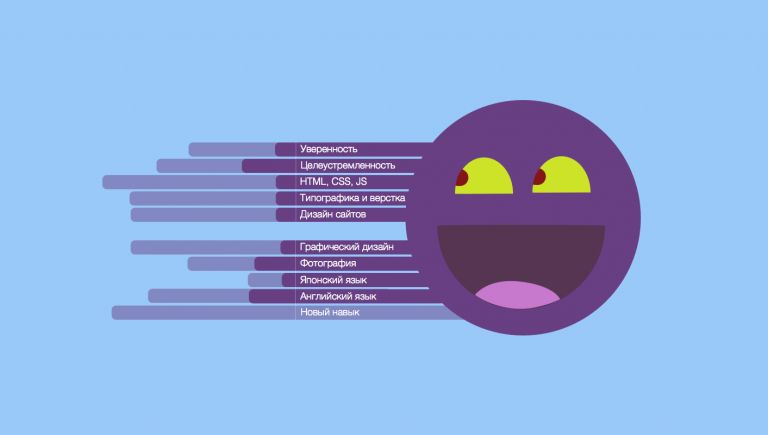 Уверенность
Целеустремленность
HTML, CSS, JS
Типографика и верстка
Дизайн сайтов
Графический дизайн
Фотография
Японский язык
Английский язык
Новый навык